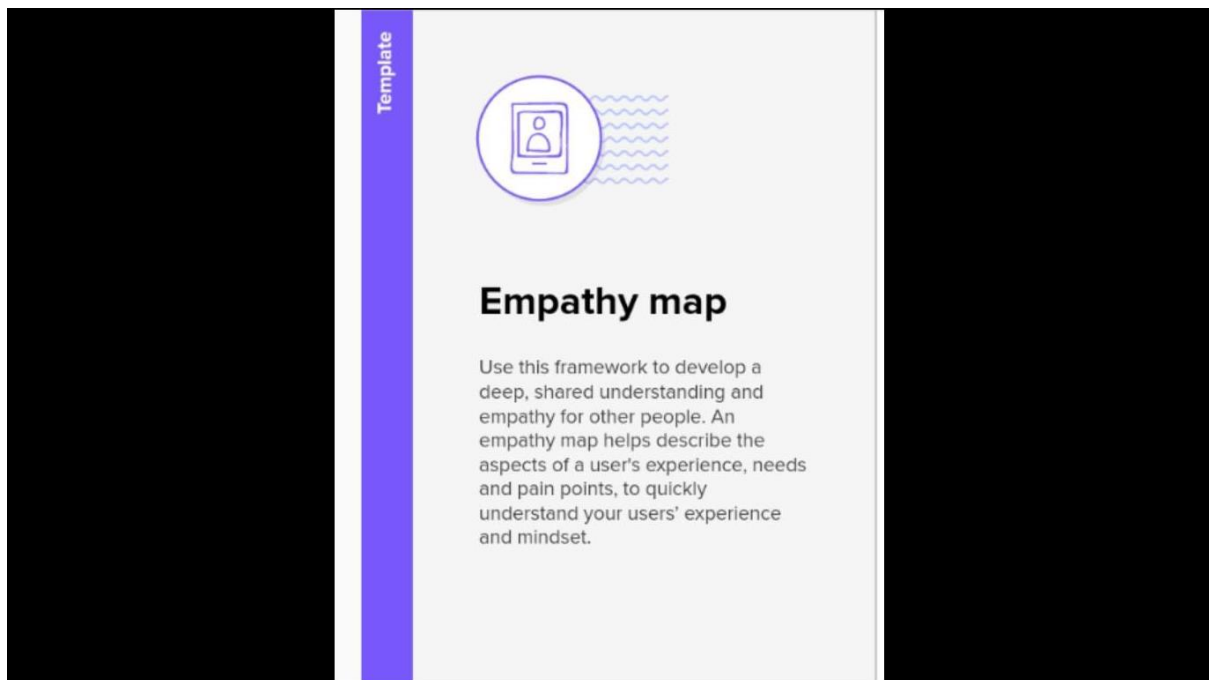 Template
Empathy map
Use this framework to develop a
deep, shared understanding and
empathy for other people. An
empathy map helps describe the
aspects of a user's experience, needs
and pain points, to quickly
understand your users' experience
and mindset.